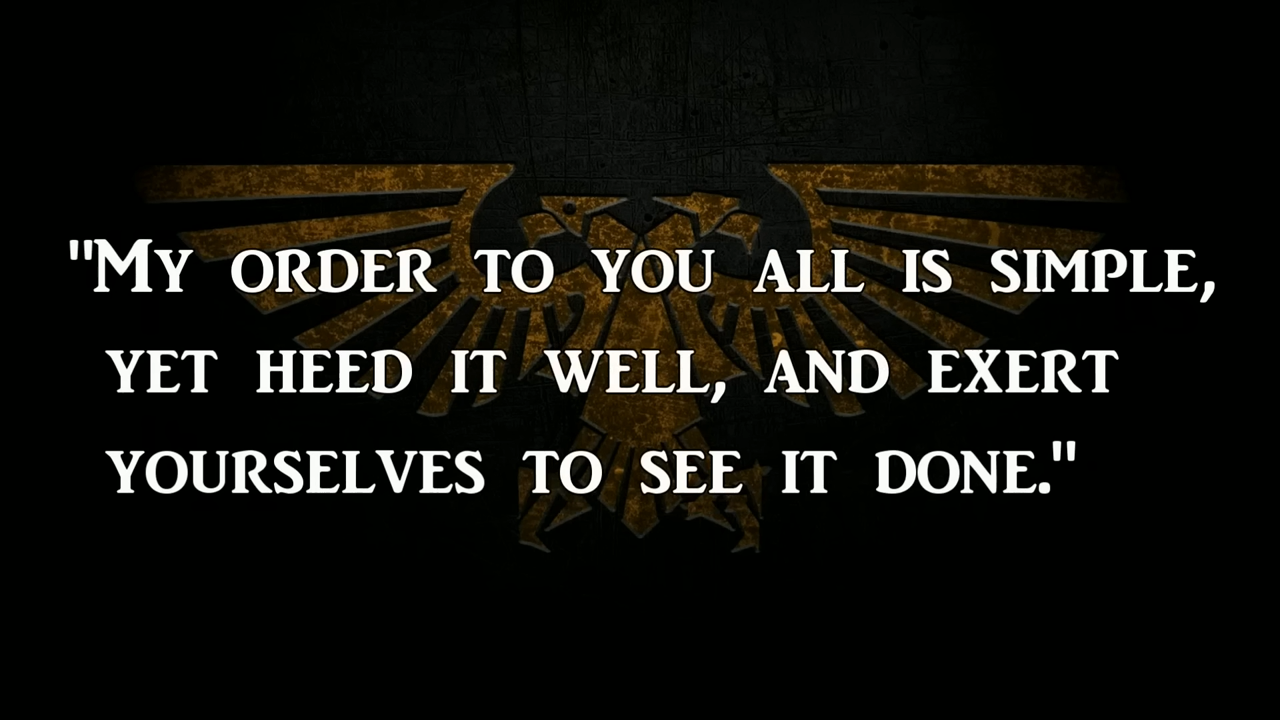 "My order to you all is simple,
yet heed it well, and exert
yourselves to see it done."